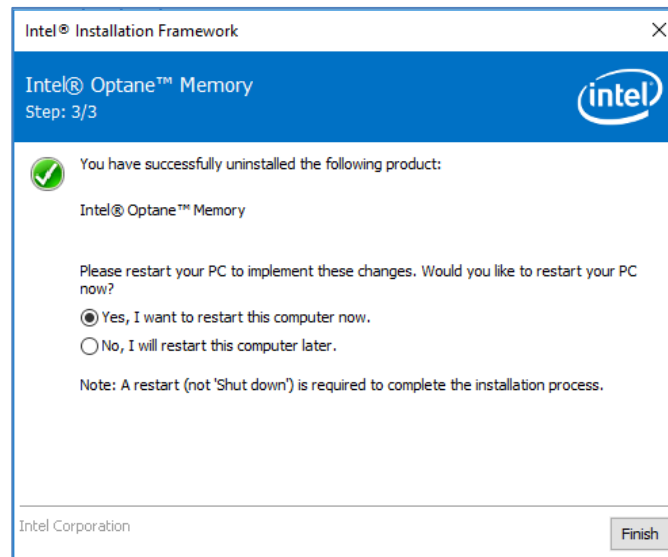 Intel® Installation Framework
Intel® Optane™ Memory
Step: 3/3
intel
You have successfully uninstalled the following product:
Intel® Optane™ Memory
Please restart your PC to implement these changes. Would you like to restart your PC
now?
Yes, I want to restart this computer now.
No, I will restart this computer later.
Note: A restart (not 'Shut down') is required to complete the installation process.
Intel Corporation
Finish